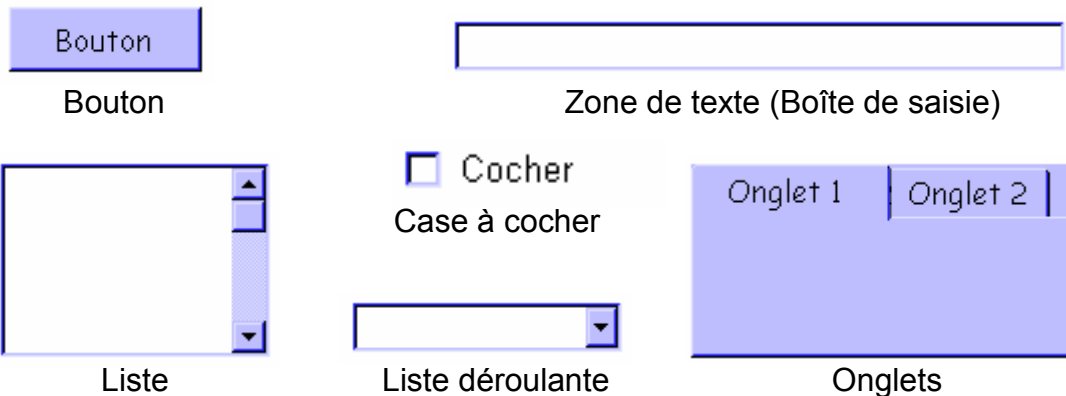 Bouton
Bouton
Zone de texte (Boîte de saisie)
Cocher
Case à cocher
Onglet 1
Onglet 2
Liste
Liste déroulante
Onglets